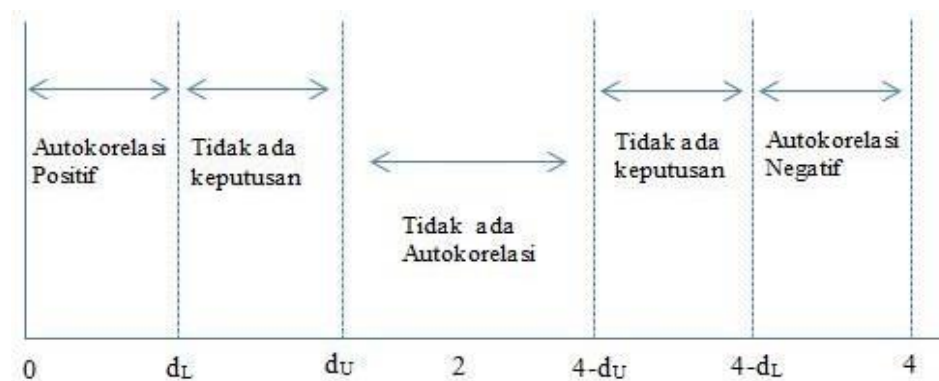 Autokorelasi
Positif
Tidak ada
keputusan
Tidak ada
Autokorelasi
Tidak ada
keputusan
Autokorelasi
Negatif
0 dL dU 2 4-dU 4-dL 4